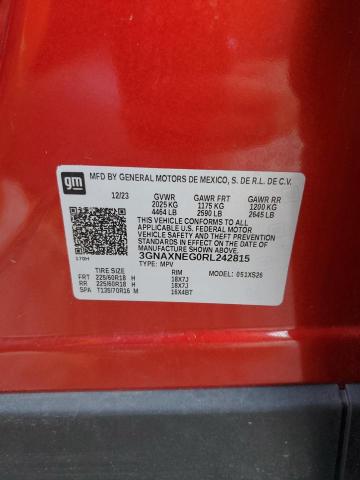 gm
MFD BY GENERAL MOTORS DE MEXICO, S. DE R.L. DE C.V.
12/23 GVWR GAWR FRT GAWR RR
2025 KG 1175 KG 1200 KG
4464 LB 2590 LB 2645 LB
THIS VEHICLE CONFORMS TO ALL
APPLICABLE U.S. FEDERAL MOTOR
VEHICLE SAFETY AND THEFT PREVENTION
STANDARDS IN EFFECT ON THE DATE OF
MANUFACTURE SHOWN ABOVE.
3GNAXNEG0RL242815
170H TYPE: MPV
TIRE SIZE RIM MODEL: 051XS26
FRT 225/60R18 H 18X7J
RR 225/60R18 H 18X7J
SPA T135/70R16 M 16X4BT